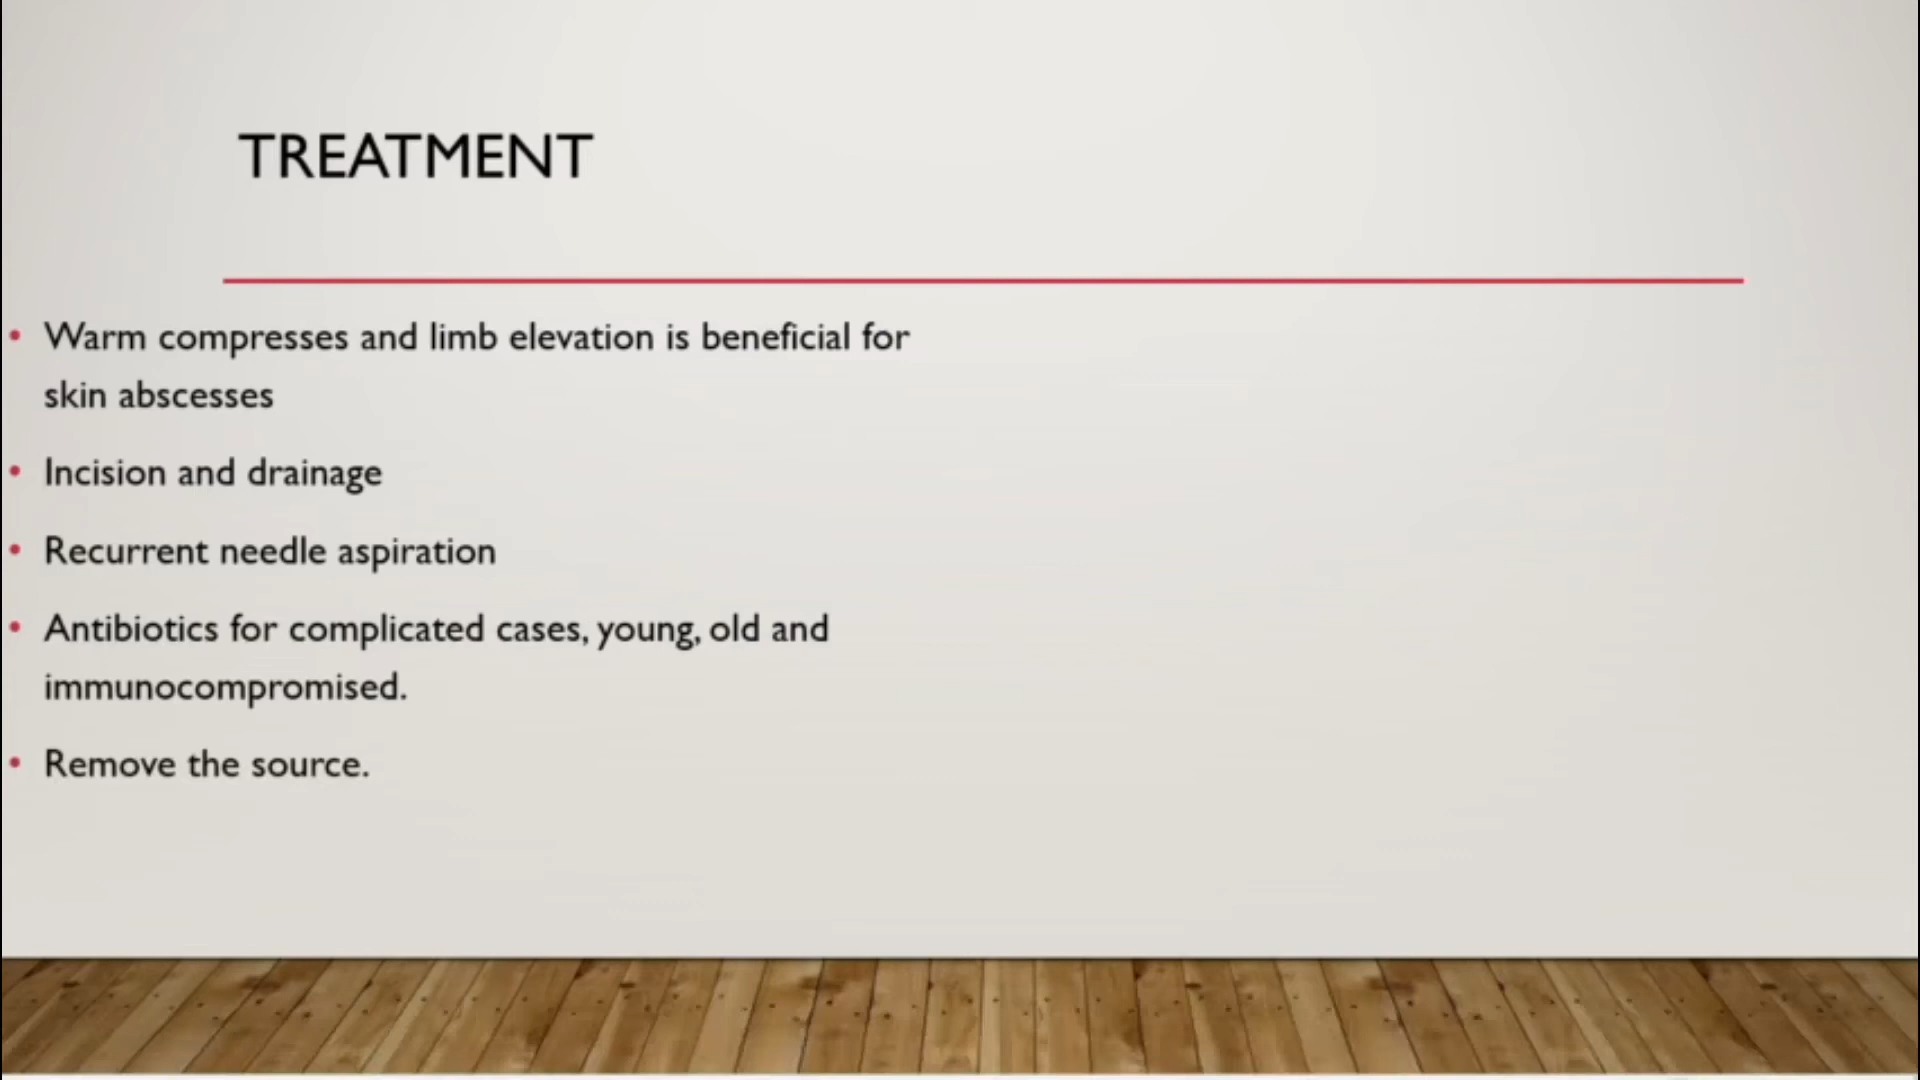 TREATMENT
• Warm compresses and limb elevation is beneficial for
skin abscesses
• Incision and drainage
• Recurrent needle aspiration
• Antibiotics for complicated cases, young, old and
immunocompromised.
• Remove the source.